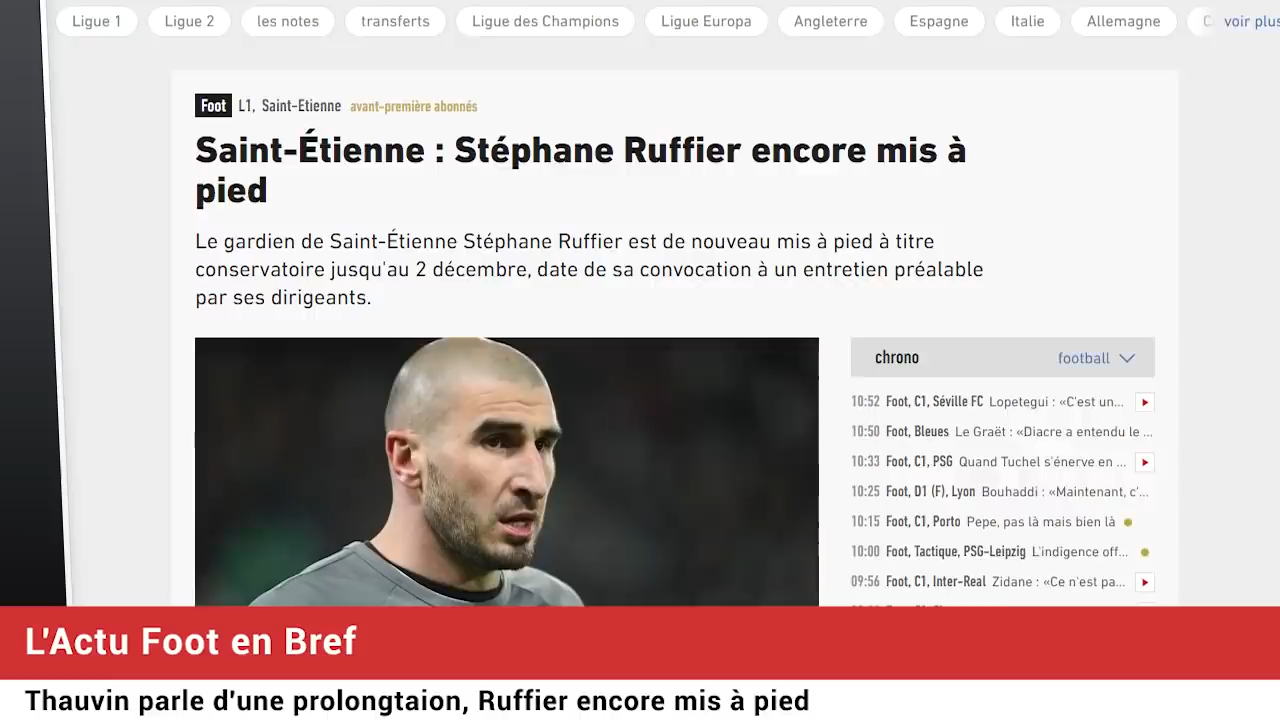 Ligue 1 Ligue 2 les notes transferts Ligue des Champions Ligue Europa Angleterre Espagne Italie Allemagne voir plus
Foot L1, Saint-Etienne avant-première abonnés
Saint-Étienne : Stéphane Ruffier encore mis à
pied
Le gardien de Saint-Étienne Stéphane Ruffier est de nouveau mis à pied à titre
conservatoire jusqu'au 2 décembre, date de sa convocation à un entretien préalable
par ses dirigeants.
chrono football
10:52 Foot, C1, Séville FC Lopetegui : «C'est un...
10:50 Foot, Bleues Le Graët : «Diacre a entendu le ...
10:33 Foot, C1, PSG Quand Tuchel s'énerve en ...
10:25 Foot, D1 (F), Lyon Bouhaddi : «Maintenant, c'...
10:15 Foot, C1, Porto Pepe, pas là mais bien là
10:00 Foot, Tactique, PSG-Leipzig L'indigence off...
09:56 Foot, C1, Inter-Real Zidane : «Ce n'est pa...
L'Actu Foot en Bref
Thauvin parle d'une prolongtaion, Ruffier encore mis à pied